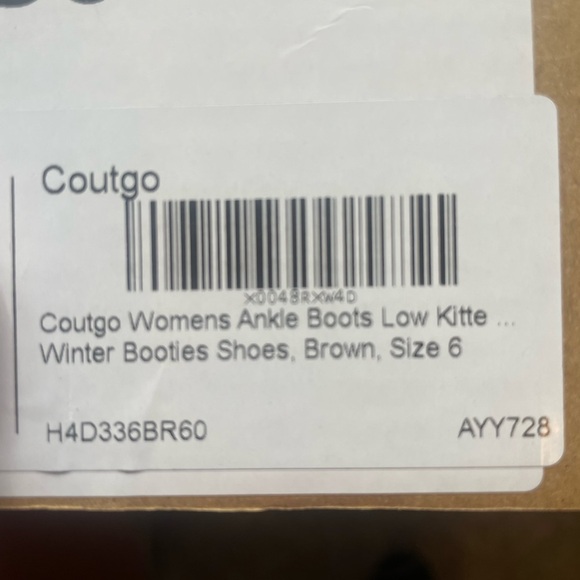 Coutgo
X0048RXW4D
Coutgo Womens Ankle Boots Low Kitte ...
Winter Booties Shoes, Brown, Size 6
H4D336BR60
AYY728